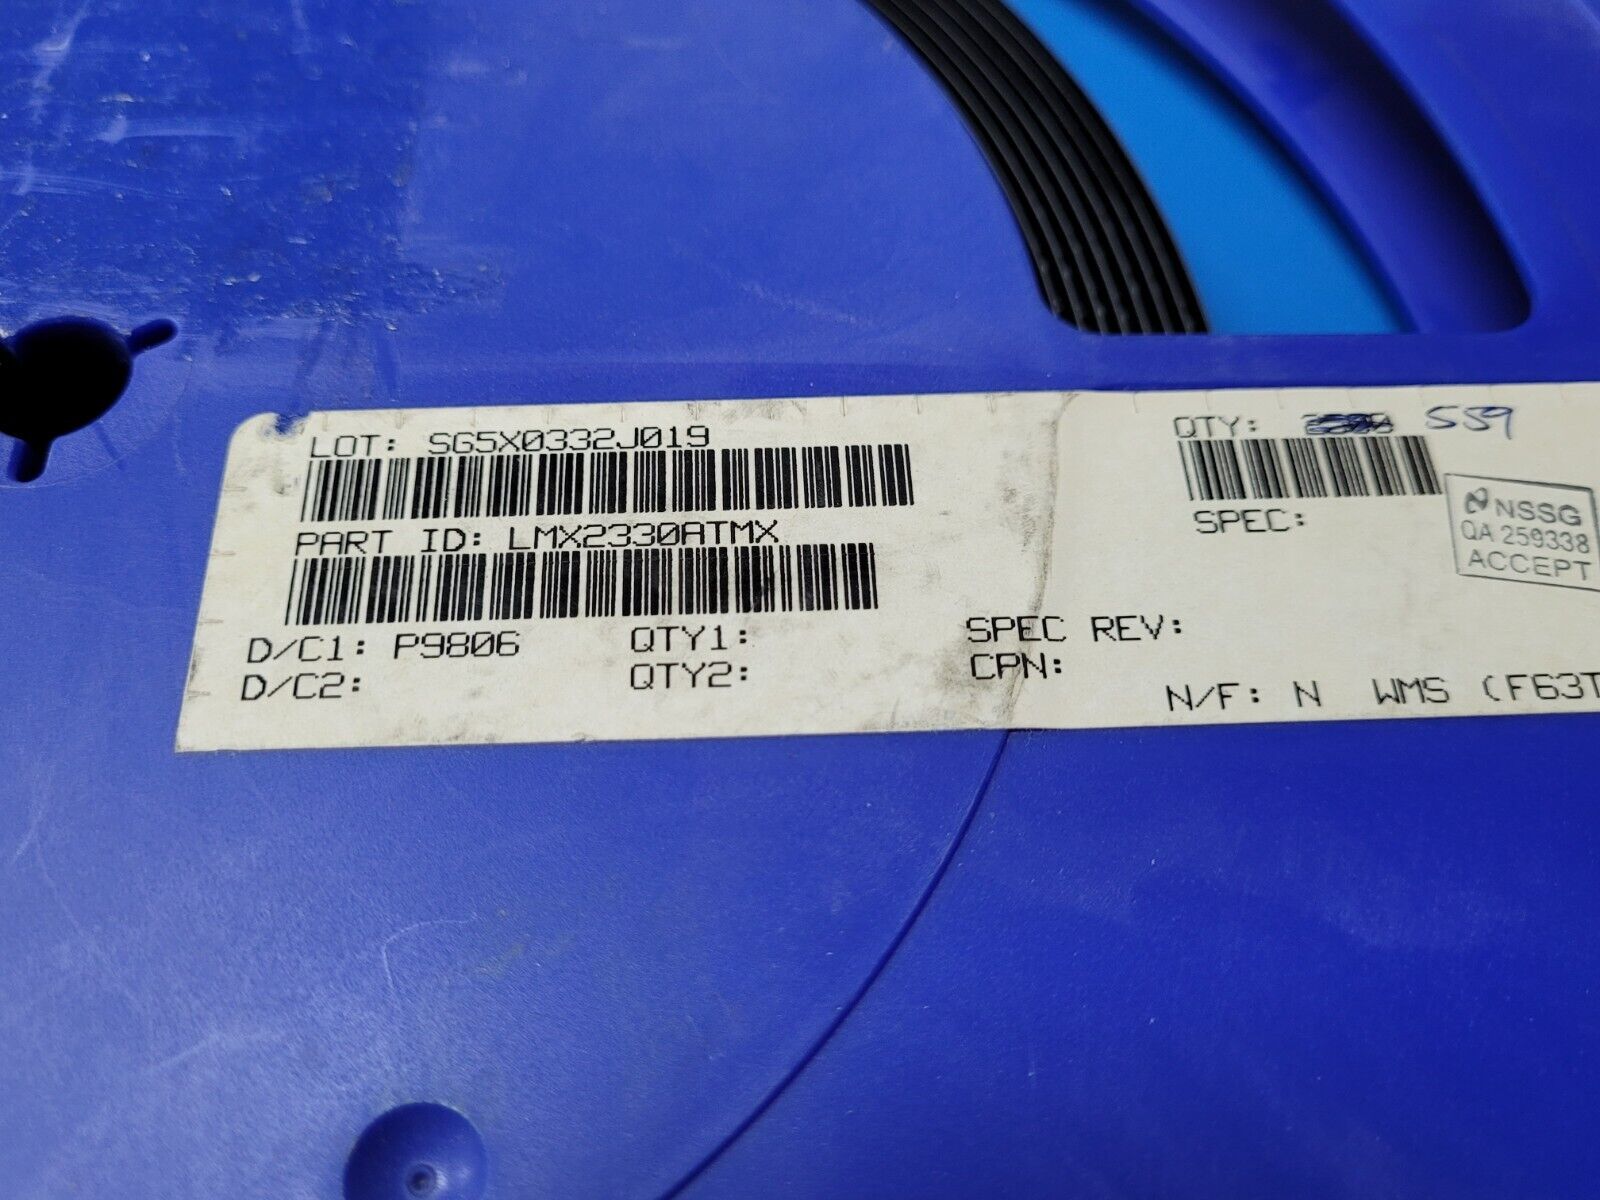 LOT: SG5X0332J019
QTY: 559
PART ID: LMX2330ATMX
SPEC:
NSSG
QA 259338
ACCEPT
D/C1: P9806 QTY1:
SPEC REV:
D/C2: QTY2:
CPN:
N/F: N WMS (F63T